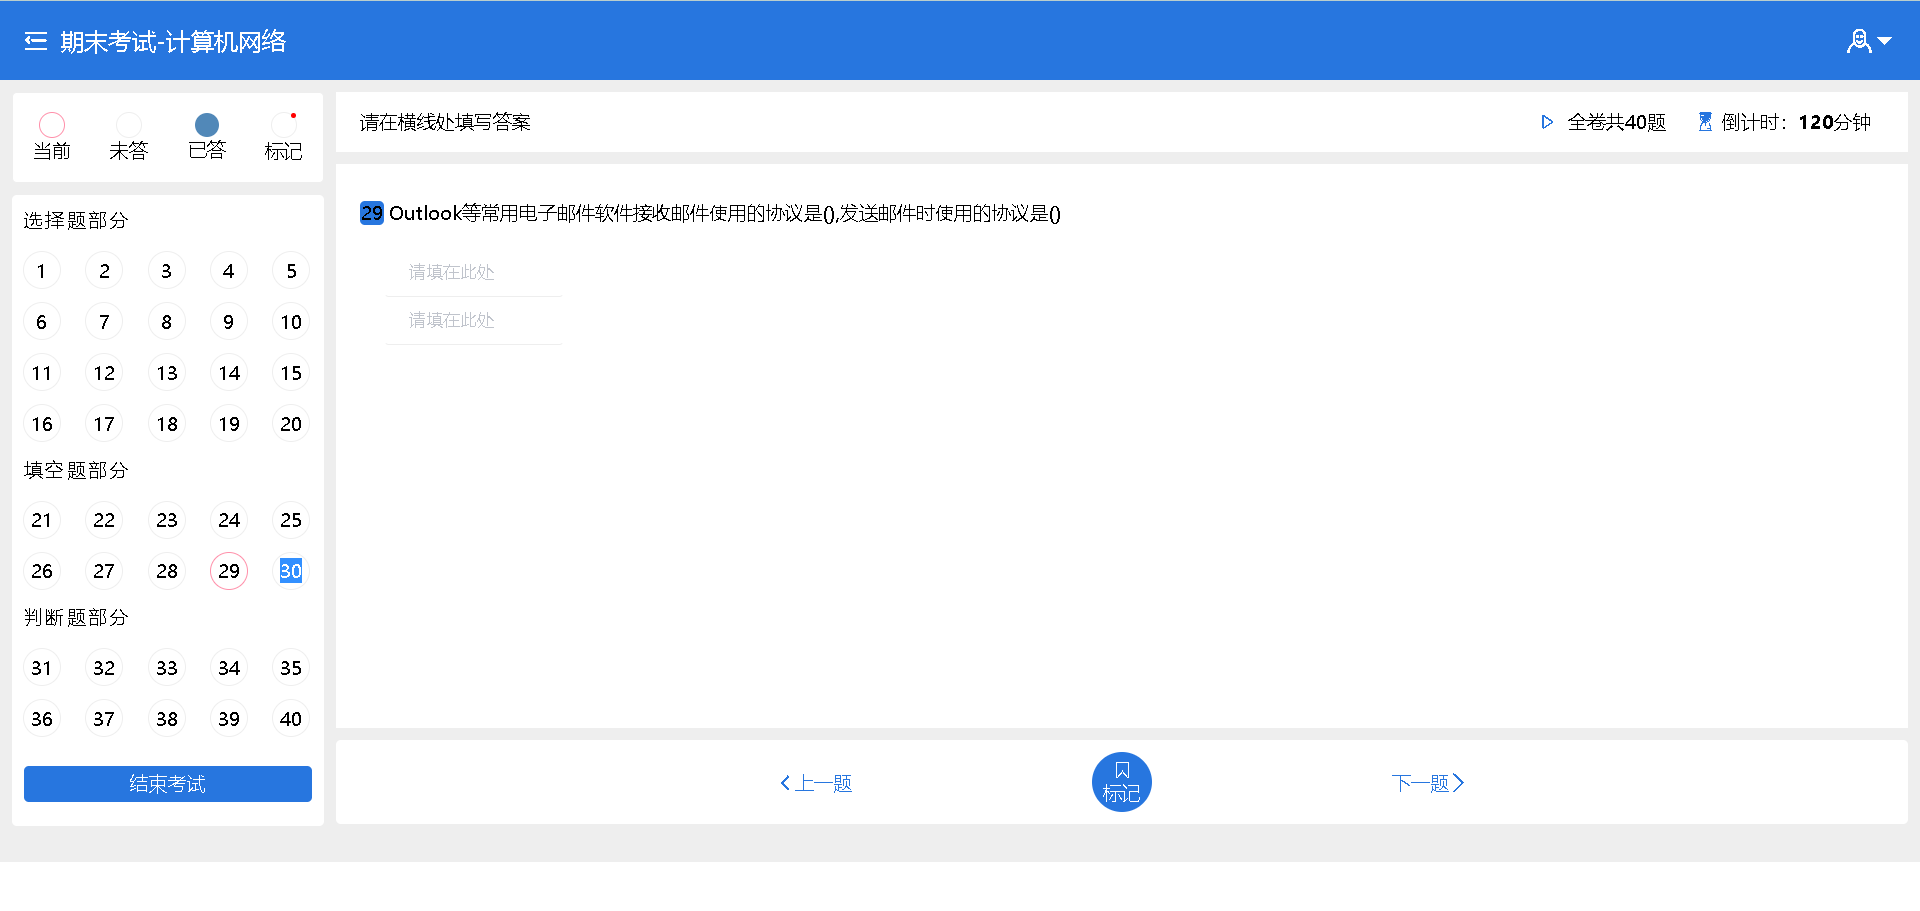 期末考试-计算机网络
当前 未答 已答 标记
请在横线处填写答案
全卷共40题 倒计时：120分钟
选择题部分
1 2 3 4 5
6 7 8 9 10
11 12 13 14 15
16 17 18 19 20
填空题部分
21 22 23 24 25
26 27 28 29 30
判断题部分
31 32 33 34 35
36 37 38 39 40
结束考试
29 Outlook等常用电子邮件软件接收邮件使用的协议是(),发送邮件时使用的协议是()
请填在此处
请填在此处
上一题
标记
下一题